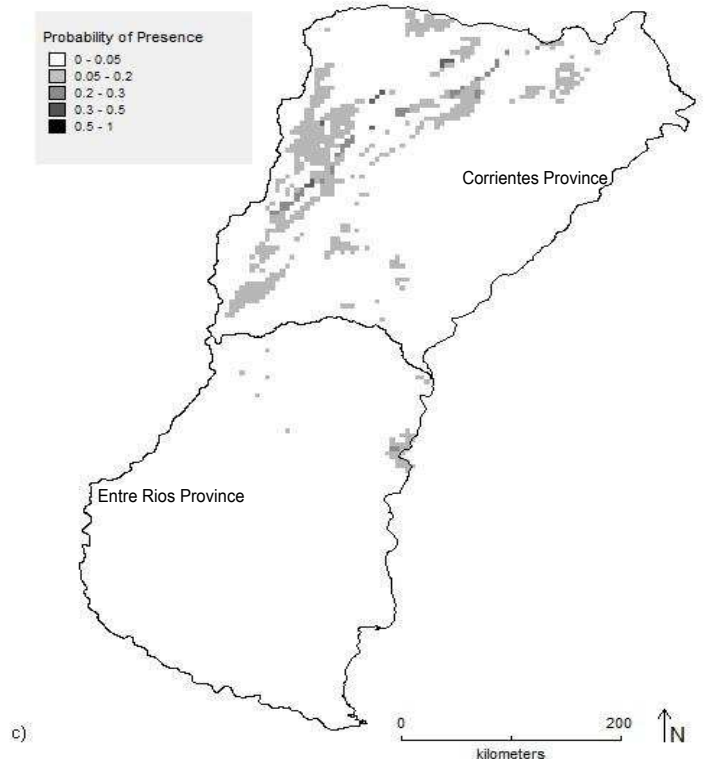 Probability of Presence
0 - 0.05
0.05 - 0.2
0.2 - 0.3
0.3 - 0.5
0.5 - 1
Corrientes Province
Entre Rios Province
c)
0 200
kilometers
N